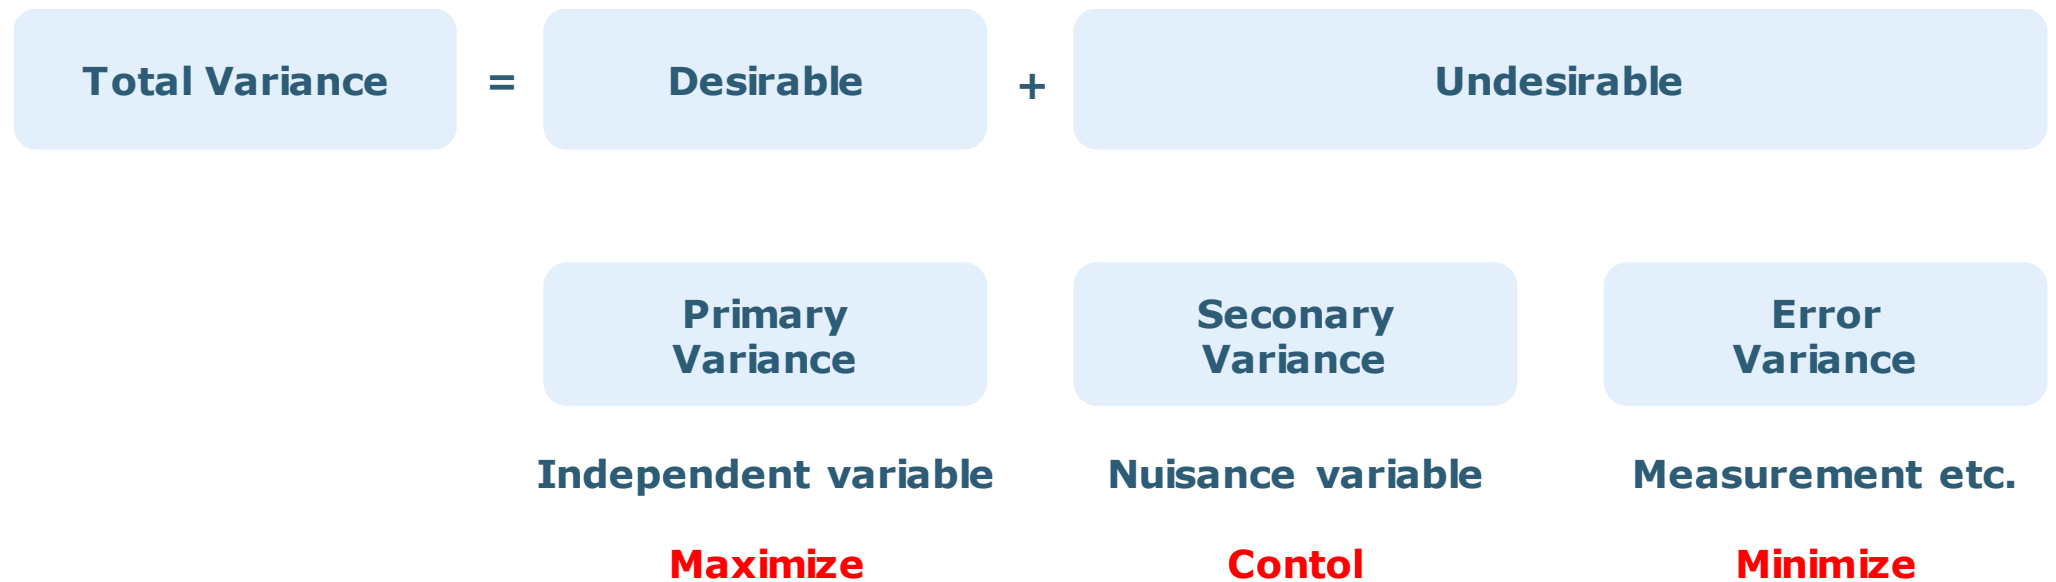 Total Variance = Desirable + Undesirable
Primary Variance
Seconary Variance
Error Variance
Independent variable
Nuisance variable
Measurement etc.
Maximize
Contol
Minimize